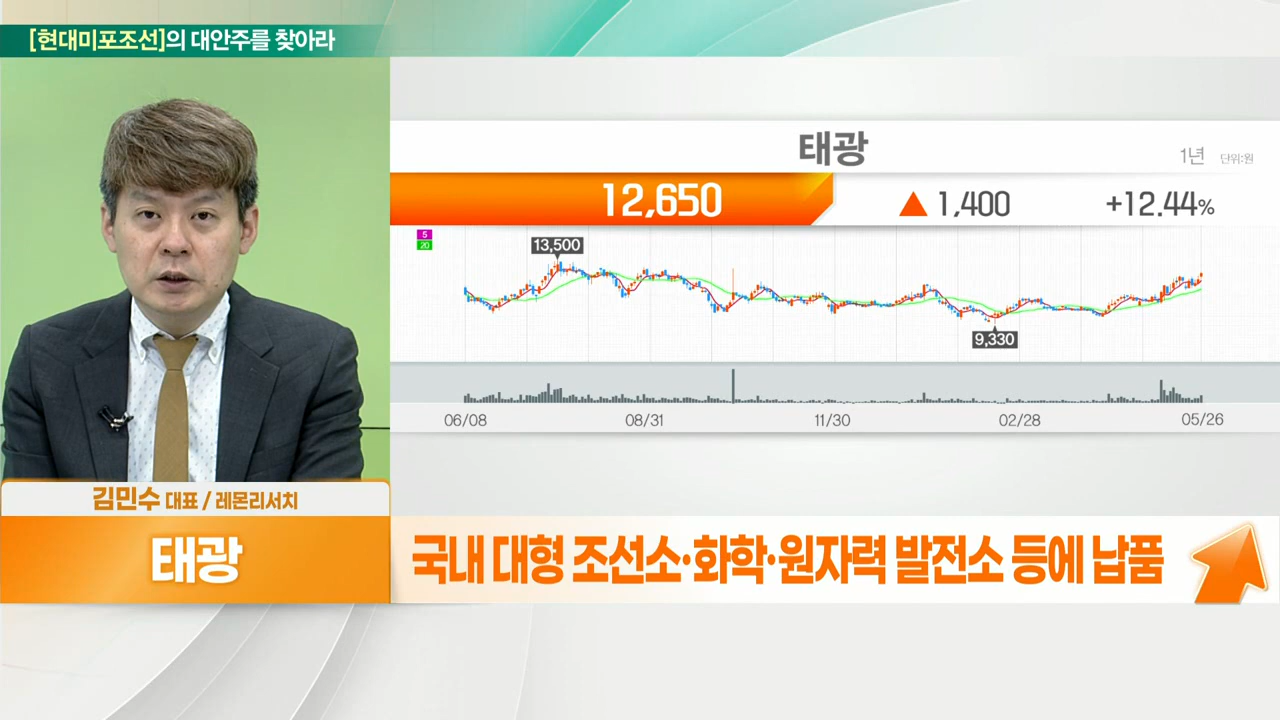 [현대미포조선]의 대안주를 찾아라
태광
1년 단위:원
12,650 ▲ 1,400 +12.44%
5
20
13,500
9,330
06/08 08/31 11/30 02/28 05/26
김민수 대표 / 레몬리서치
태광
국내 대형 조선소·화학·원자력 발전소 등에 납품